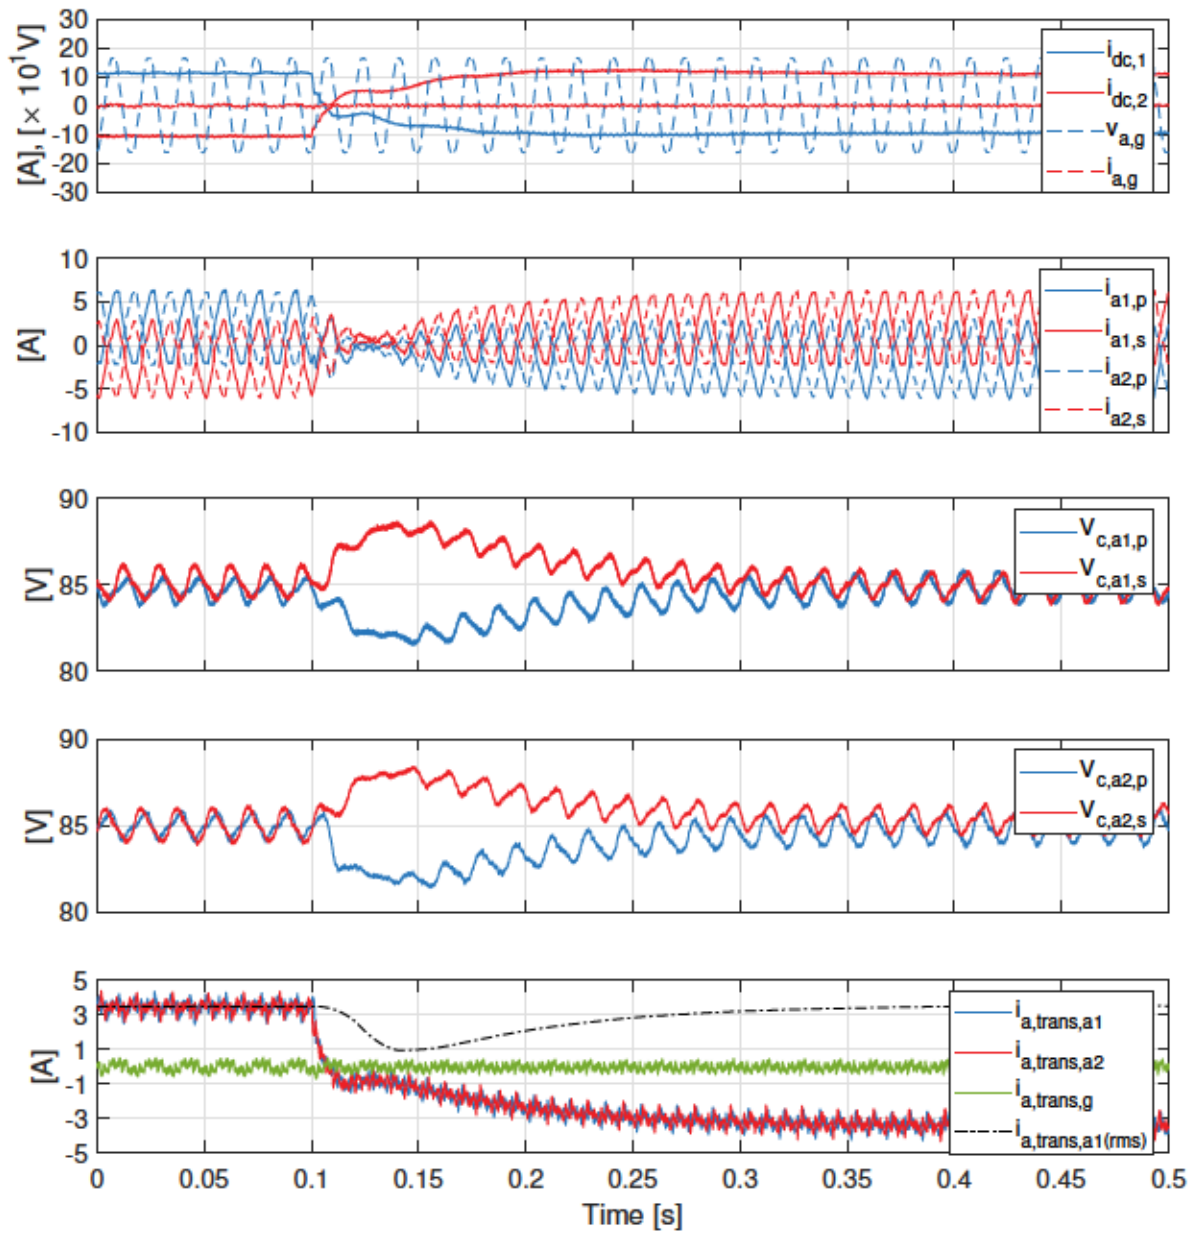 30
20
10
0
-10
-20
-30
[A], [× 10¹V]
i_dc,1
i_dc,2
v_a,g
i_a,g
10
5
0
-5
-10
[A]
i_a1,p
i_a1,s
i_a2,p
i_a2,s
90
85
80
[V]
V_c,a1,p
V_c,a1,s
90
85
80
[V]
V_c,a2,p
V_c,a2,s
5
3
1
-1
-3
-5
[A]
i_a,trans,a1
i_a,trans,a2
i_a,trans,g
i_a,trans,a1(rms)
0 0.05 0.1 0.15 0.2 0.25 0.3 0.35 0.4 0.45 0.5
Time [s]